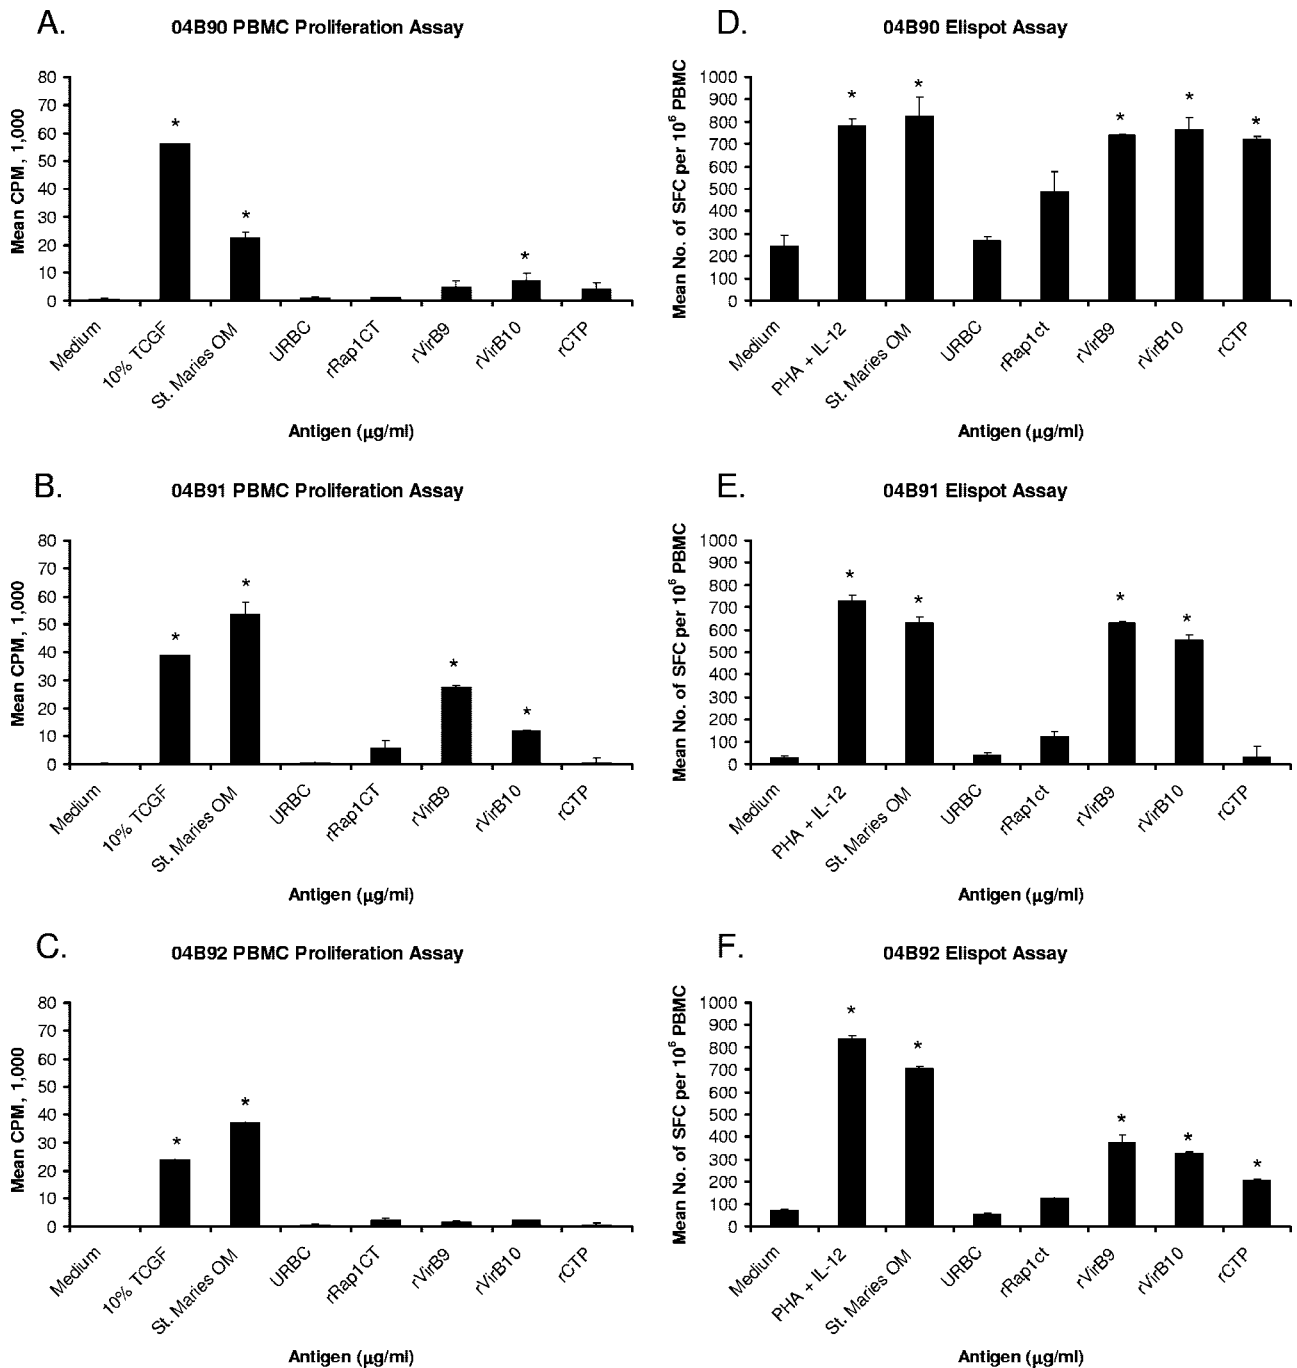 A.
04B90 PBMC Proliferation Assay
Mean CPM, 1,000
80
70
60
50
40
30
20
10
0
*
*
*
Medium
10% TCGF
St. Maries OM
URBC
rRap1CT
rVirB9
rVirB10
rCTP
Antigen (μg/ml)
D.
04B90 Elispot Assay
Mean No. of SFC per 10⁶ PBMC
1000
900
800
700
600
500
400
300
200
100
0
*
*
*
*
*
Medium
PHA + IL-12
St. Maries OM
URBC
rRap1ct
rVirB9
rVirB10
rCTP
Antigen (μg/ml)
B.
04B91 PBMC Proliferation Assay
Mean CPM, 1,000
80
70
60
50
40
30
20
10
0
*
*
*
*
Medium
10% TCGF
St. Maries OM
URBC
rRap1CT
rVirB9
rVirB10
rCTP
Antigen (μg/ml)
E.
04B91 Elispot Assay
Mean No. of SFC per 10⁶ PBMC
1000
900
800
700
600
500
400
300
200
100
0
*
*
*
*
Medium
PHA + IL-12
St. Maries OM
URBC
rRap1ct
rVirB9
rVirB10
rCTP
Antigen (μg/ml)
C.
04B92 PBMC Proliferation Assay
Mean CPM, 1,000
80
70
60
50
40
30
20
10
0
*
*
Medium
10% TCGF
St. Maries OM
URBC
rRap1CT
rVirB9
rVirB10
rCTP
Antigen (μg/ml)
F.
04B92 Elispot Assay
Mean No. of SFC per 10⁶ PBMC
1000
900
800
700
600
500
400
300
200
100
0
*
*
*
*
*
Medium
PHA + IL-12
St. Maries OM
URBC
rRap1ct
rVirB9
rVirB10
rCTP
Antigen (μg/ml)